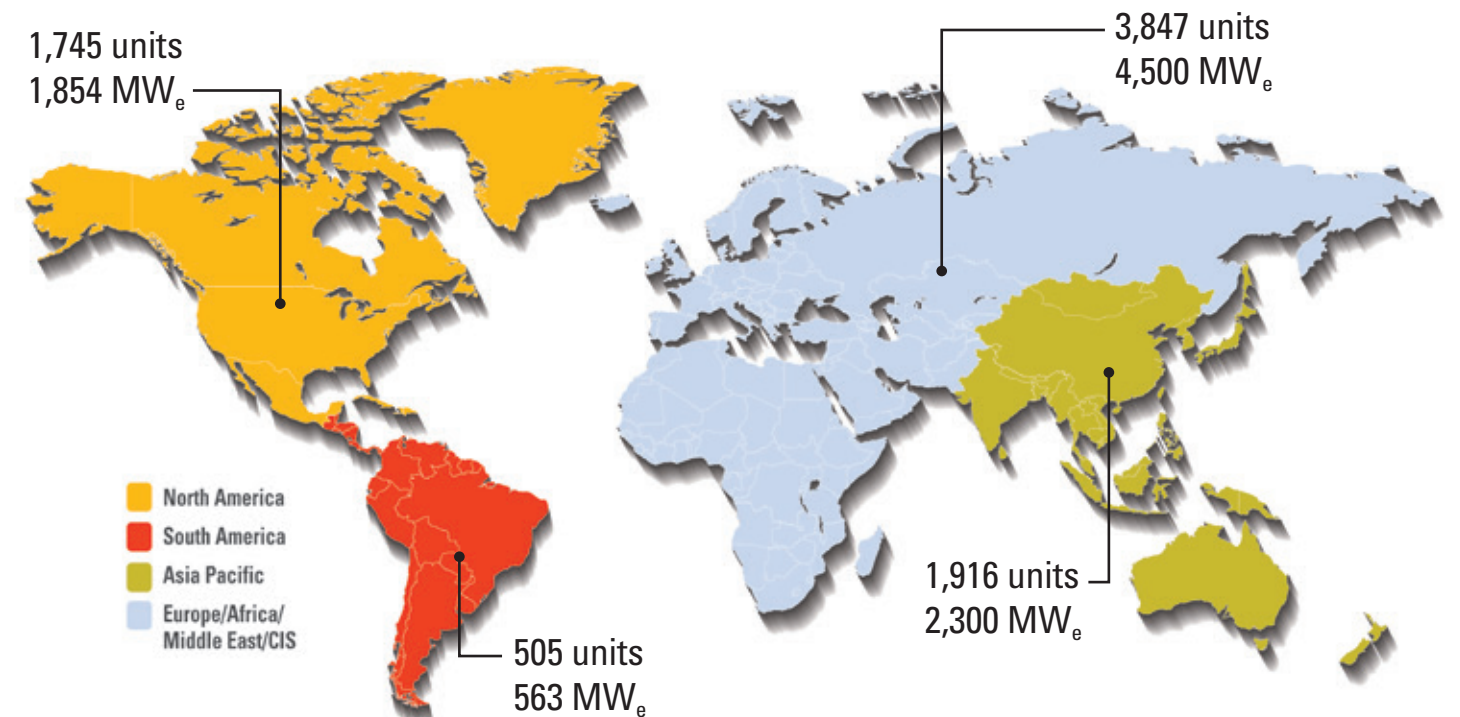 1,745 units
1,854 MWₑ
3,847 units
4,500 MWₑ
North America
South America
Asia Pacific
Europe/Africa/
Middle East/CIS
1,916 units
2,300 MWₑ
505 units
563 MWₑ